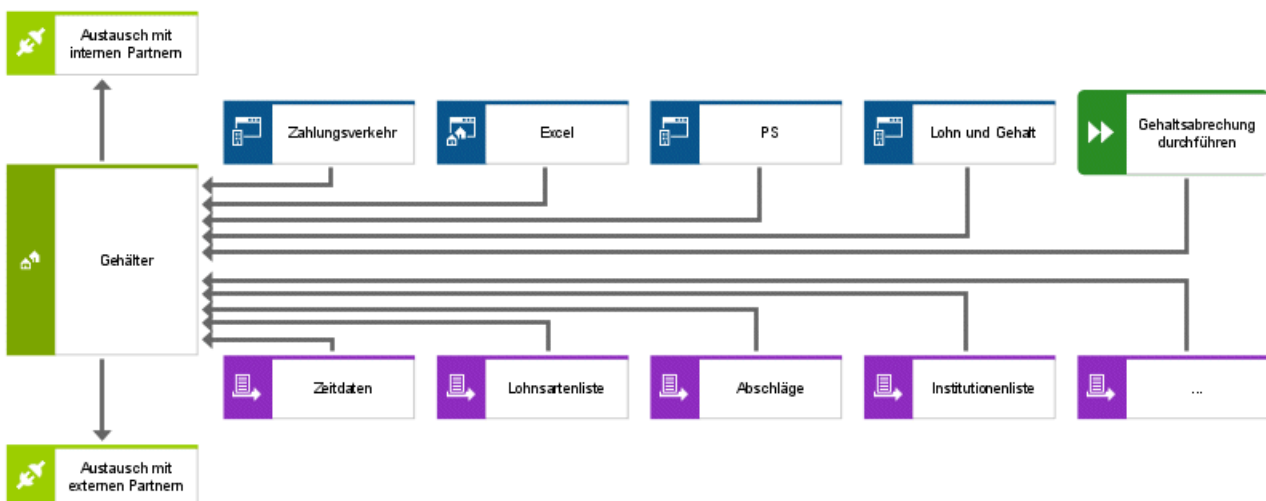 Austausch mit
internen Partnern
Zahlungsverkehr
Excel
PS
Lohn und Gehalt
Gehaltsabrechung
durchführen
Gehälter
Zeitdaten
Lohnsartenliste
Abschläge
Institutionenliste
...
Austausch mit
externen Partnern